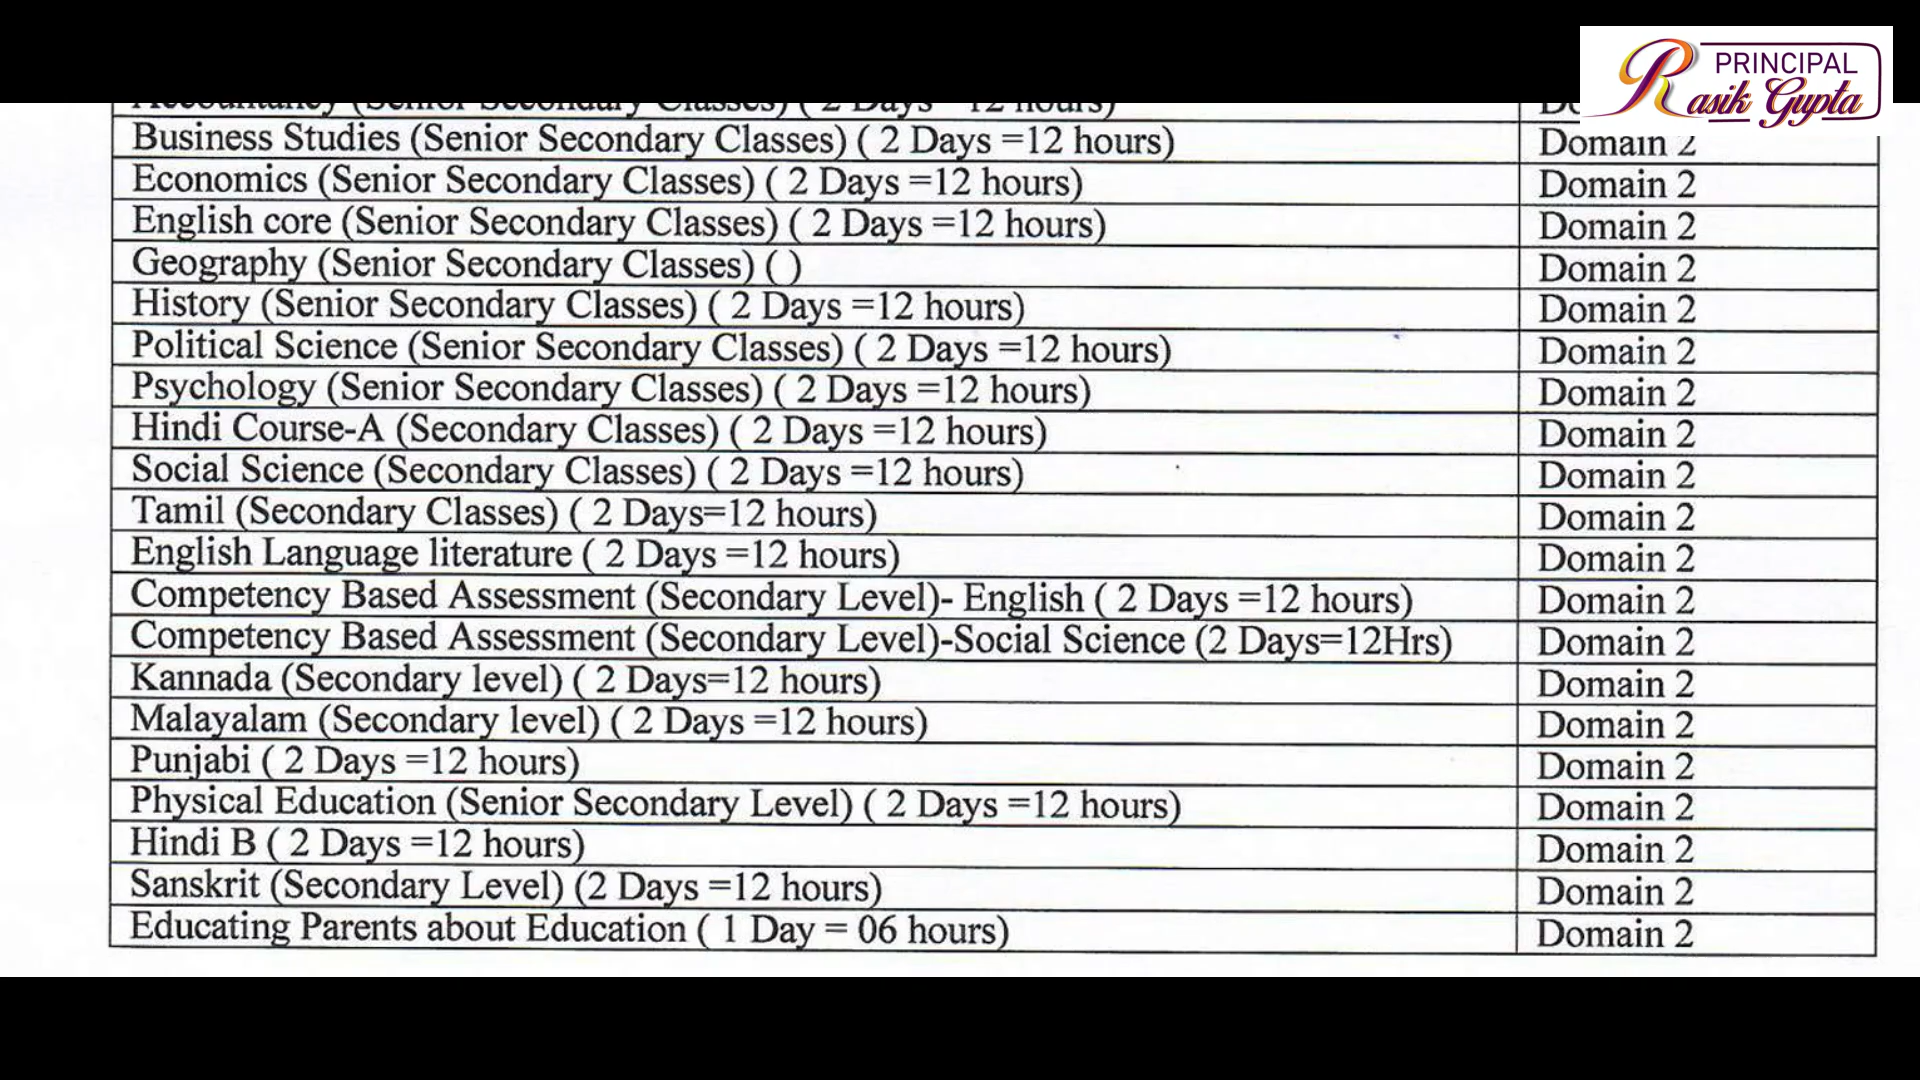 PRINCIPAL
Rasik Gupta
Accountancy (Senior Secondary Classes) ( 2 Days =12 hours)
Business Studies (Senior Secondary Classes) ( 2 Days =12 hours) Domain 2
Economics (Senior Secondary Classes) ( 2 Days =12 hours) Domain 2
English core (Senior Secondary Classes) ( 2 Days =12 hours) Domain 2
Geography (Senior Secondary Classes) ( ) Domain 2
History (Senior Secondary Classes) ( 2 Days =12 hours) Domain 2
Political Science (Senior Secondary Classes) ( 2 Days =12 hours) Domain 2
Psychology (Senior Secondary Classes) ( 2 Days =12 hours) Domain 2
Hindi Course-A (Secondary Classes) ( 2 Days =12 hours) Domain 2
Social Science (Secondary Classes) ( 2 Days =12 hours) Domain 2
Tamil (Secondary Classes) ( 2 Days=12 hours) Domain 2
English Language literature ( 2 Days =12 hours) Domain 2
Competency Based Assessment (Secondary Level)- English ( 2 Days =12 hours) Domain 2
Competency Based Assessment (Secondary Level)-Social Science (2 Days=12Hrs) Domain 2
Kannada (Secondary level) ( 2 Days=12 hours) Domain 2
Malayalam (Secondary level) ( 2 Days =12 hours) Domain 2
Punjabi ( 2 Days =12 hours) Domain 2
Physical Education (Senior Secondary Level) ( 2 Days =12 hours) Domain 2
Hindi B ( 2 Days =12 hours) Domain 2
Sanskrit (Secondary Level) (2 Days =12 hours) Domain 2
Educating Parents about Education ( 1 Day = 06 hours) Domain 2